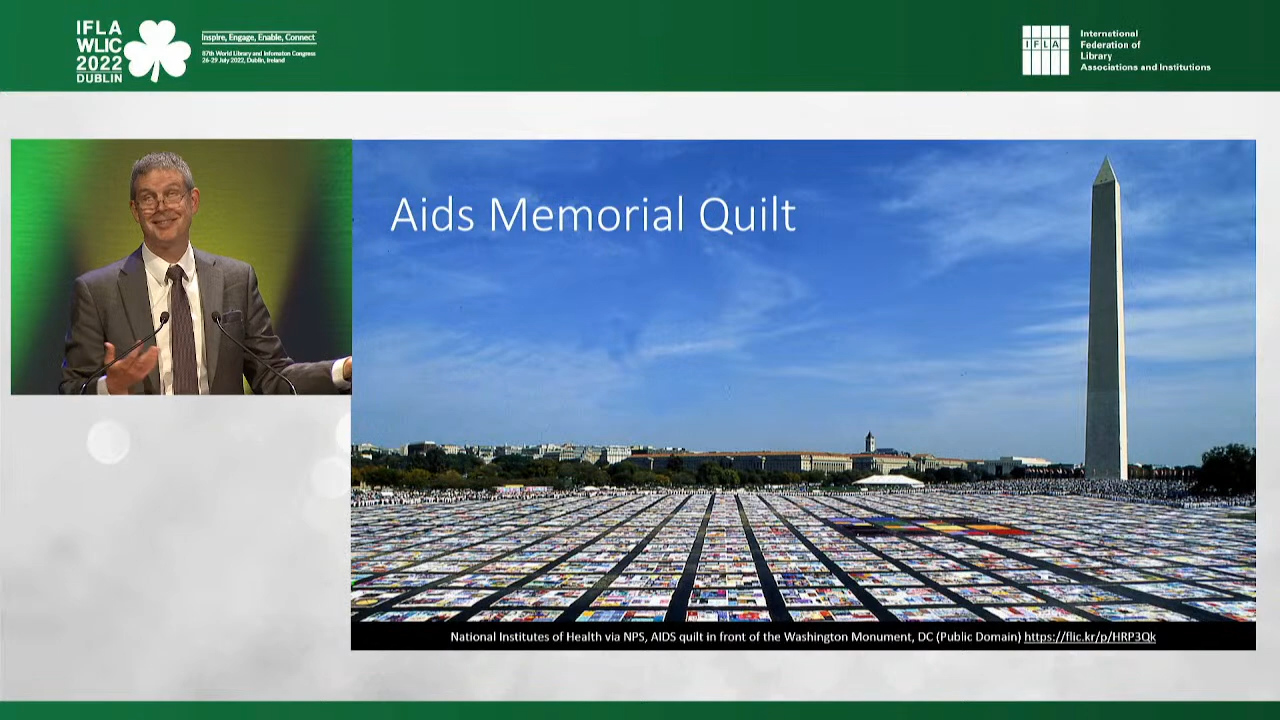 IFLA
WLIC
2022
DUBLIN
Inspire, Engage, Enable, Connect
87th World Library and Infomaton Congress
26-29 July 2022, Dublin, Ireland
IFLA
International
Federation of
Library
Associations and Institutions
Aids Memorial Quilt
National Institutes of Health via NPS, AIDS quilt in front of the Washington Monument, DC (Public Domain) https://flic.kr/p/HRP3Qk